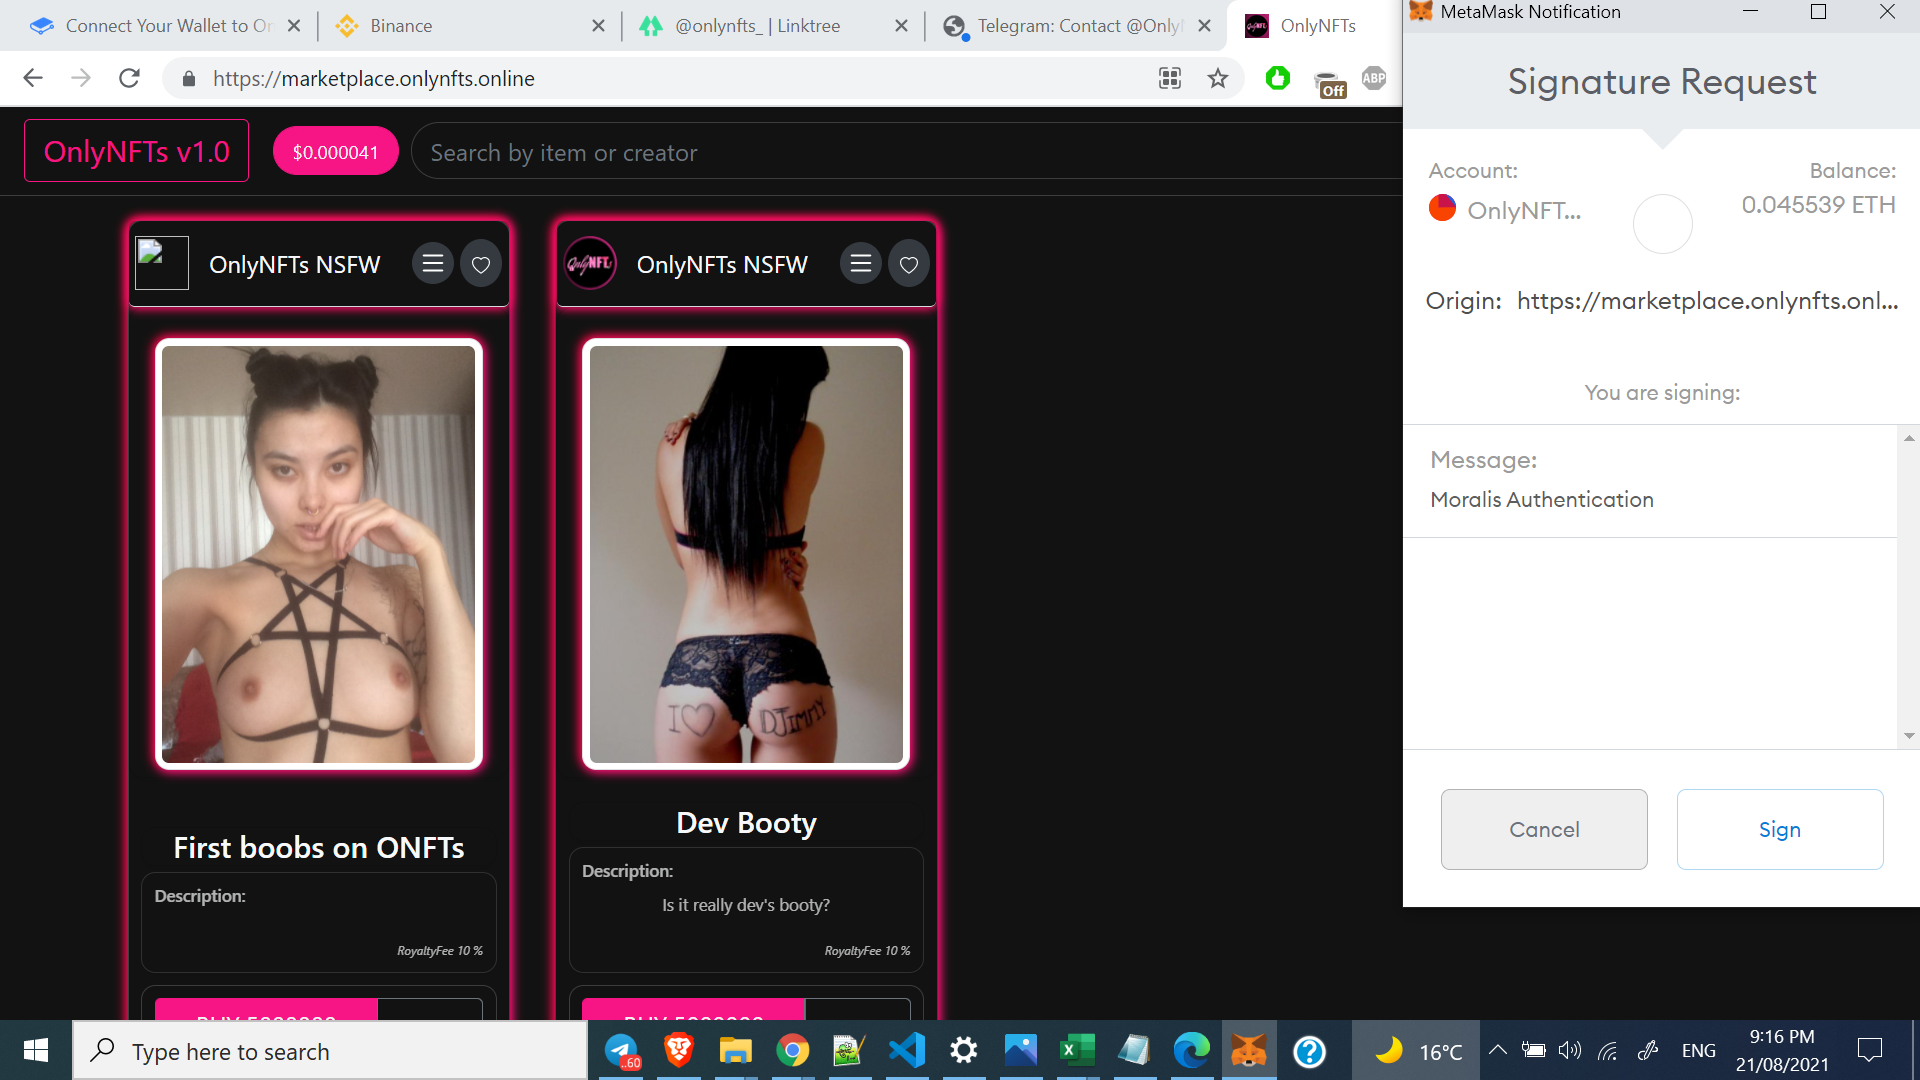 Connect Your Wallet to On
Binance
@onlynfts_ | Linktree
Telegram: Contact @Only
OnlyNFTs
MetaMask Notification
https://marketplace.onlynfts.online
Off
ABP
Signature Request
OnlyNFTs v1.0
$0.000041
Search by item or creator
Account:
Balance:
OnlyNFT...
0.045539 ETH
OnlyNFTs NSFW
OnlyNFTs NSFW
Origin: https://marketplace.onlynfts.onl...
You are signing:
Message:
Moralis Authentication
I ♡ DJIMMY
First boobs on ONFTs
Description:
RoyaltyFee 10 %
Dev Booty
Description:
Is it really dev's booty?
RoyaltyFee 10 %
Cancel
Sign
Type here to search
..60
16°C
ENG
9:16 PM
21/08/2021